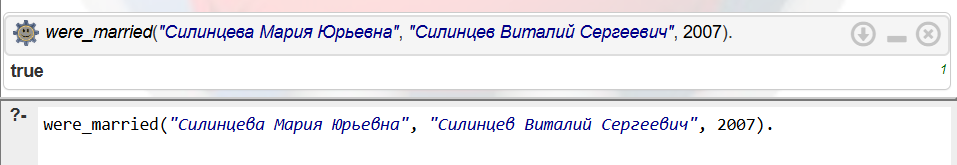 were_married("Силинцева Мария Юрьевна", "Силинцев Виталий Сергеевич", 2007).
true
1
?-
were_married("Силинцева Мария Юрьевна", "Силинцев Виталий Сергеевич", 2007).